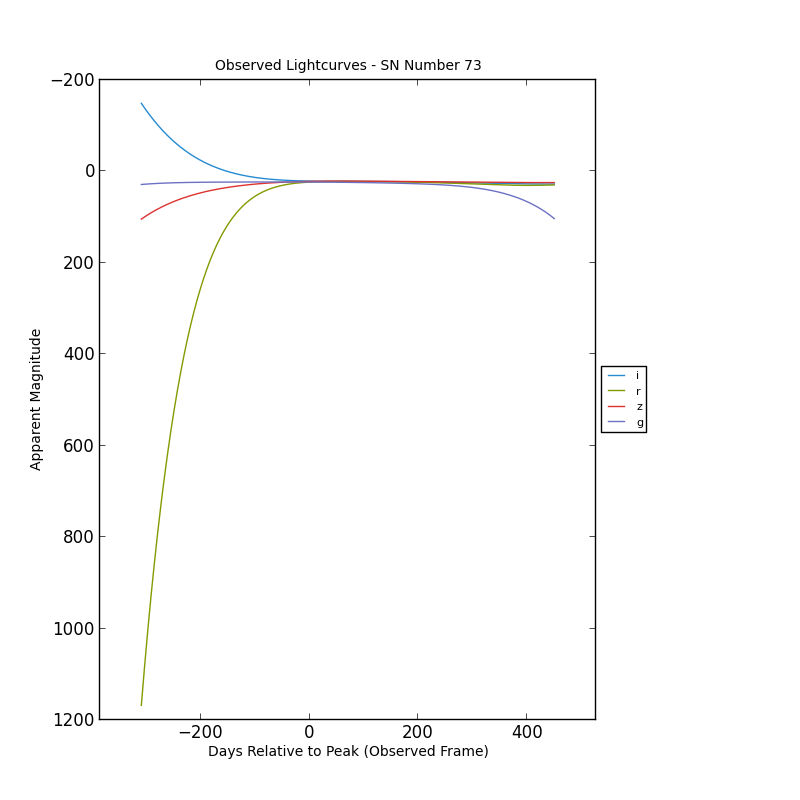 Observed Lightcurves - SN Number 73
−200
0
200
400
600
800
1000
1200
−200
0
200
400
Apparent Magnitude
Days Relative to Peak (Observed Frame)
i
r
z
g